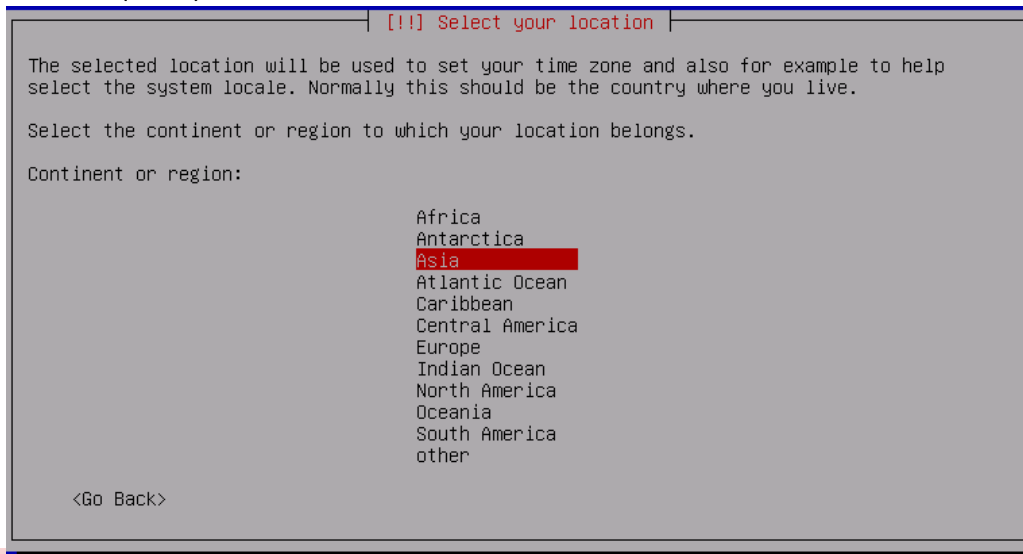 [!!] Select your location
The selected location will be used to set your time zone and also for example to help
select the system locale. Normally this should be the country where you live.
Select the continent or region to which your location belongs.
Continent or region:
Africa
Antarctica
Asia
Atlantic Ocean
Caribbean
Central America
Europe
Indian Ocean
North America
Oceania
South America
other
<Go Back>